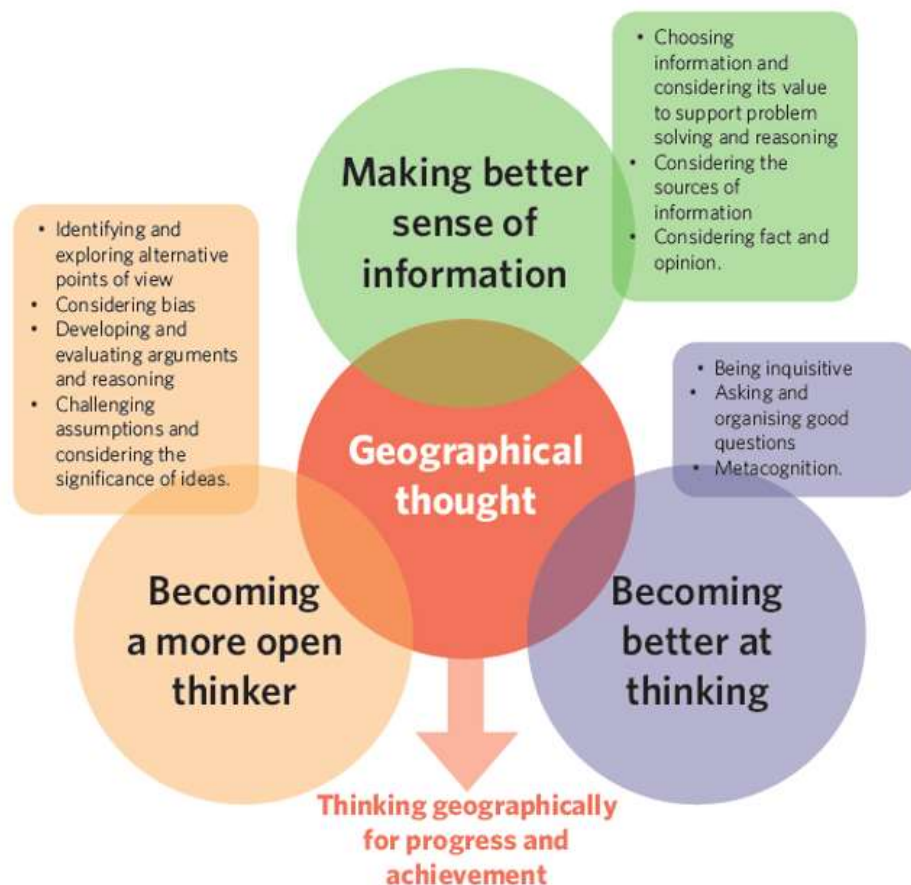 • Choosing
information and
considering its value
to support problem
solving and reasoning
• Considering the
sources of
information
• Considering fact and
opinion.
Making better
sense of
information
• Identifying and
exploring alternative
points of view
• Considering bias
• Developing and
evaluating arguments
and reasoning
• Challenging
assumptions and
considering the
significance of ideas.
• Being inquisitive
• Asking and
organising good
questions
• Metacognition.
Geographical
thought
Becoming
a more open
thinker
Becoming
better at
thinking
Thinking geographically
for progress and
achievement